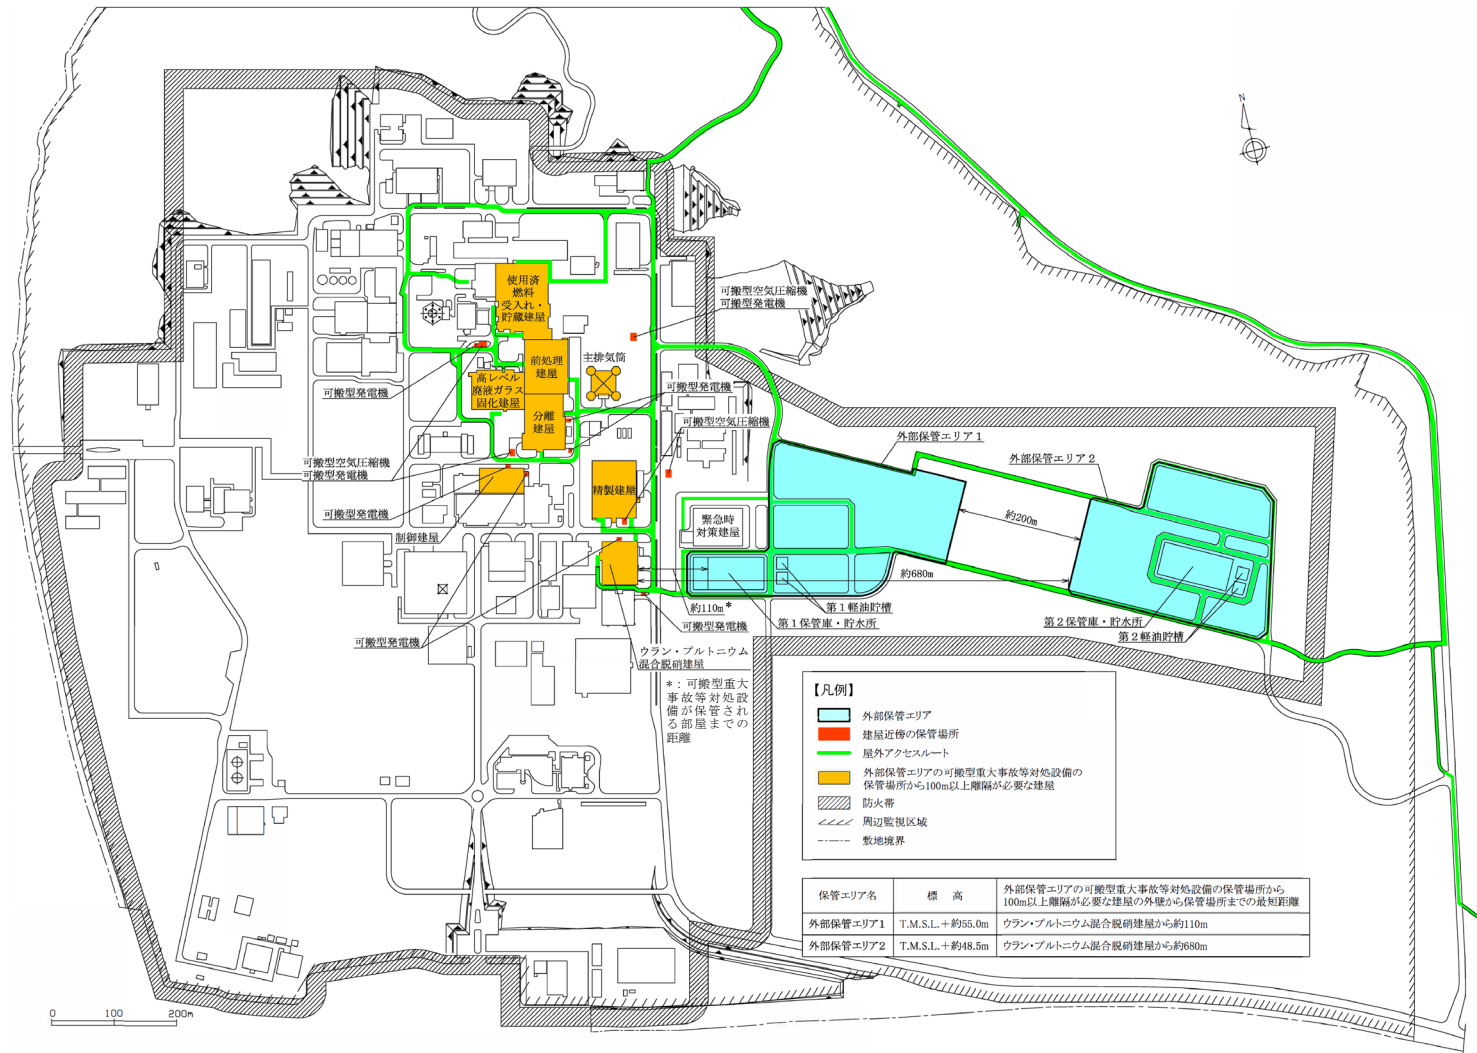 N
使用済
燃料
受入れ・
貯蔵建屋
可搬型空気圧縮機
可搬型発電機
前処理
建屋
主排気筒
高レベル
廃液ガラス
固化建屋
可搬型発電機
可搬型発電機
分離
建屋
可搬型空気圧縮機
外部保管エリア1
外部保管エリア2
可搬型空気圧縮機
可搬型発電機
精製建屋
可搬型発電機
制御建屋
緊急時
対策建屋
約200m
約680m
約110m*
第1軽油貯槽
第1保管庫・貯水所
第2保管庫・貯水所
第2軽油貯槽
可搬型発電機
可搬型発電機
ウラン・プルトニウム
混合脱硝建屋
*：可搬型重大
事故等対処設
備が保管され
る部屋までの
距離
【凡例】
外部保管エリア
建屋近傍の保管場所
屋外アクセスルート
外部保管エリアの可搬型重大事故等対処設備の
保管場所から100m以上離隔が必要な建屋
防火帯
周辺監視区域
敷地境界
保管エリア名 標 高 外部保管エリアの可搬型重大事故等対処設備の保管場所から
100m以上離隔が必要な建屋の外壁から保管場所までの最短距離
外部保管エリア1 T.M.S.L.＋約55.0m ウラン・プルトニウム混合脱硝建屋から約110m
外部保管エリア2 T.M.S.L.＋約48.5m ウラン・プルトニウム混合脱硝建屋から約680m
0 100 200m